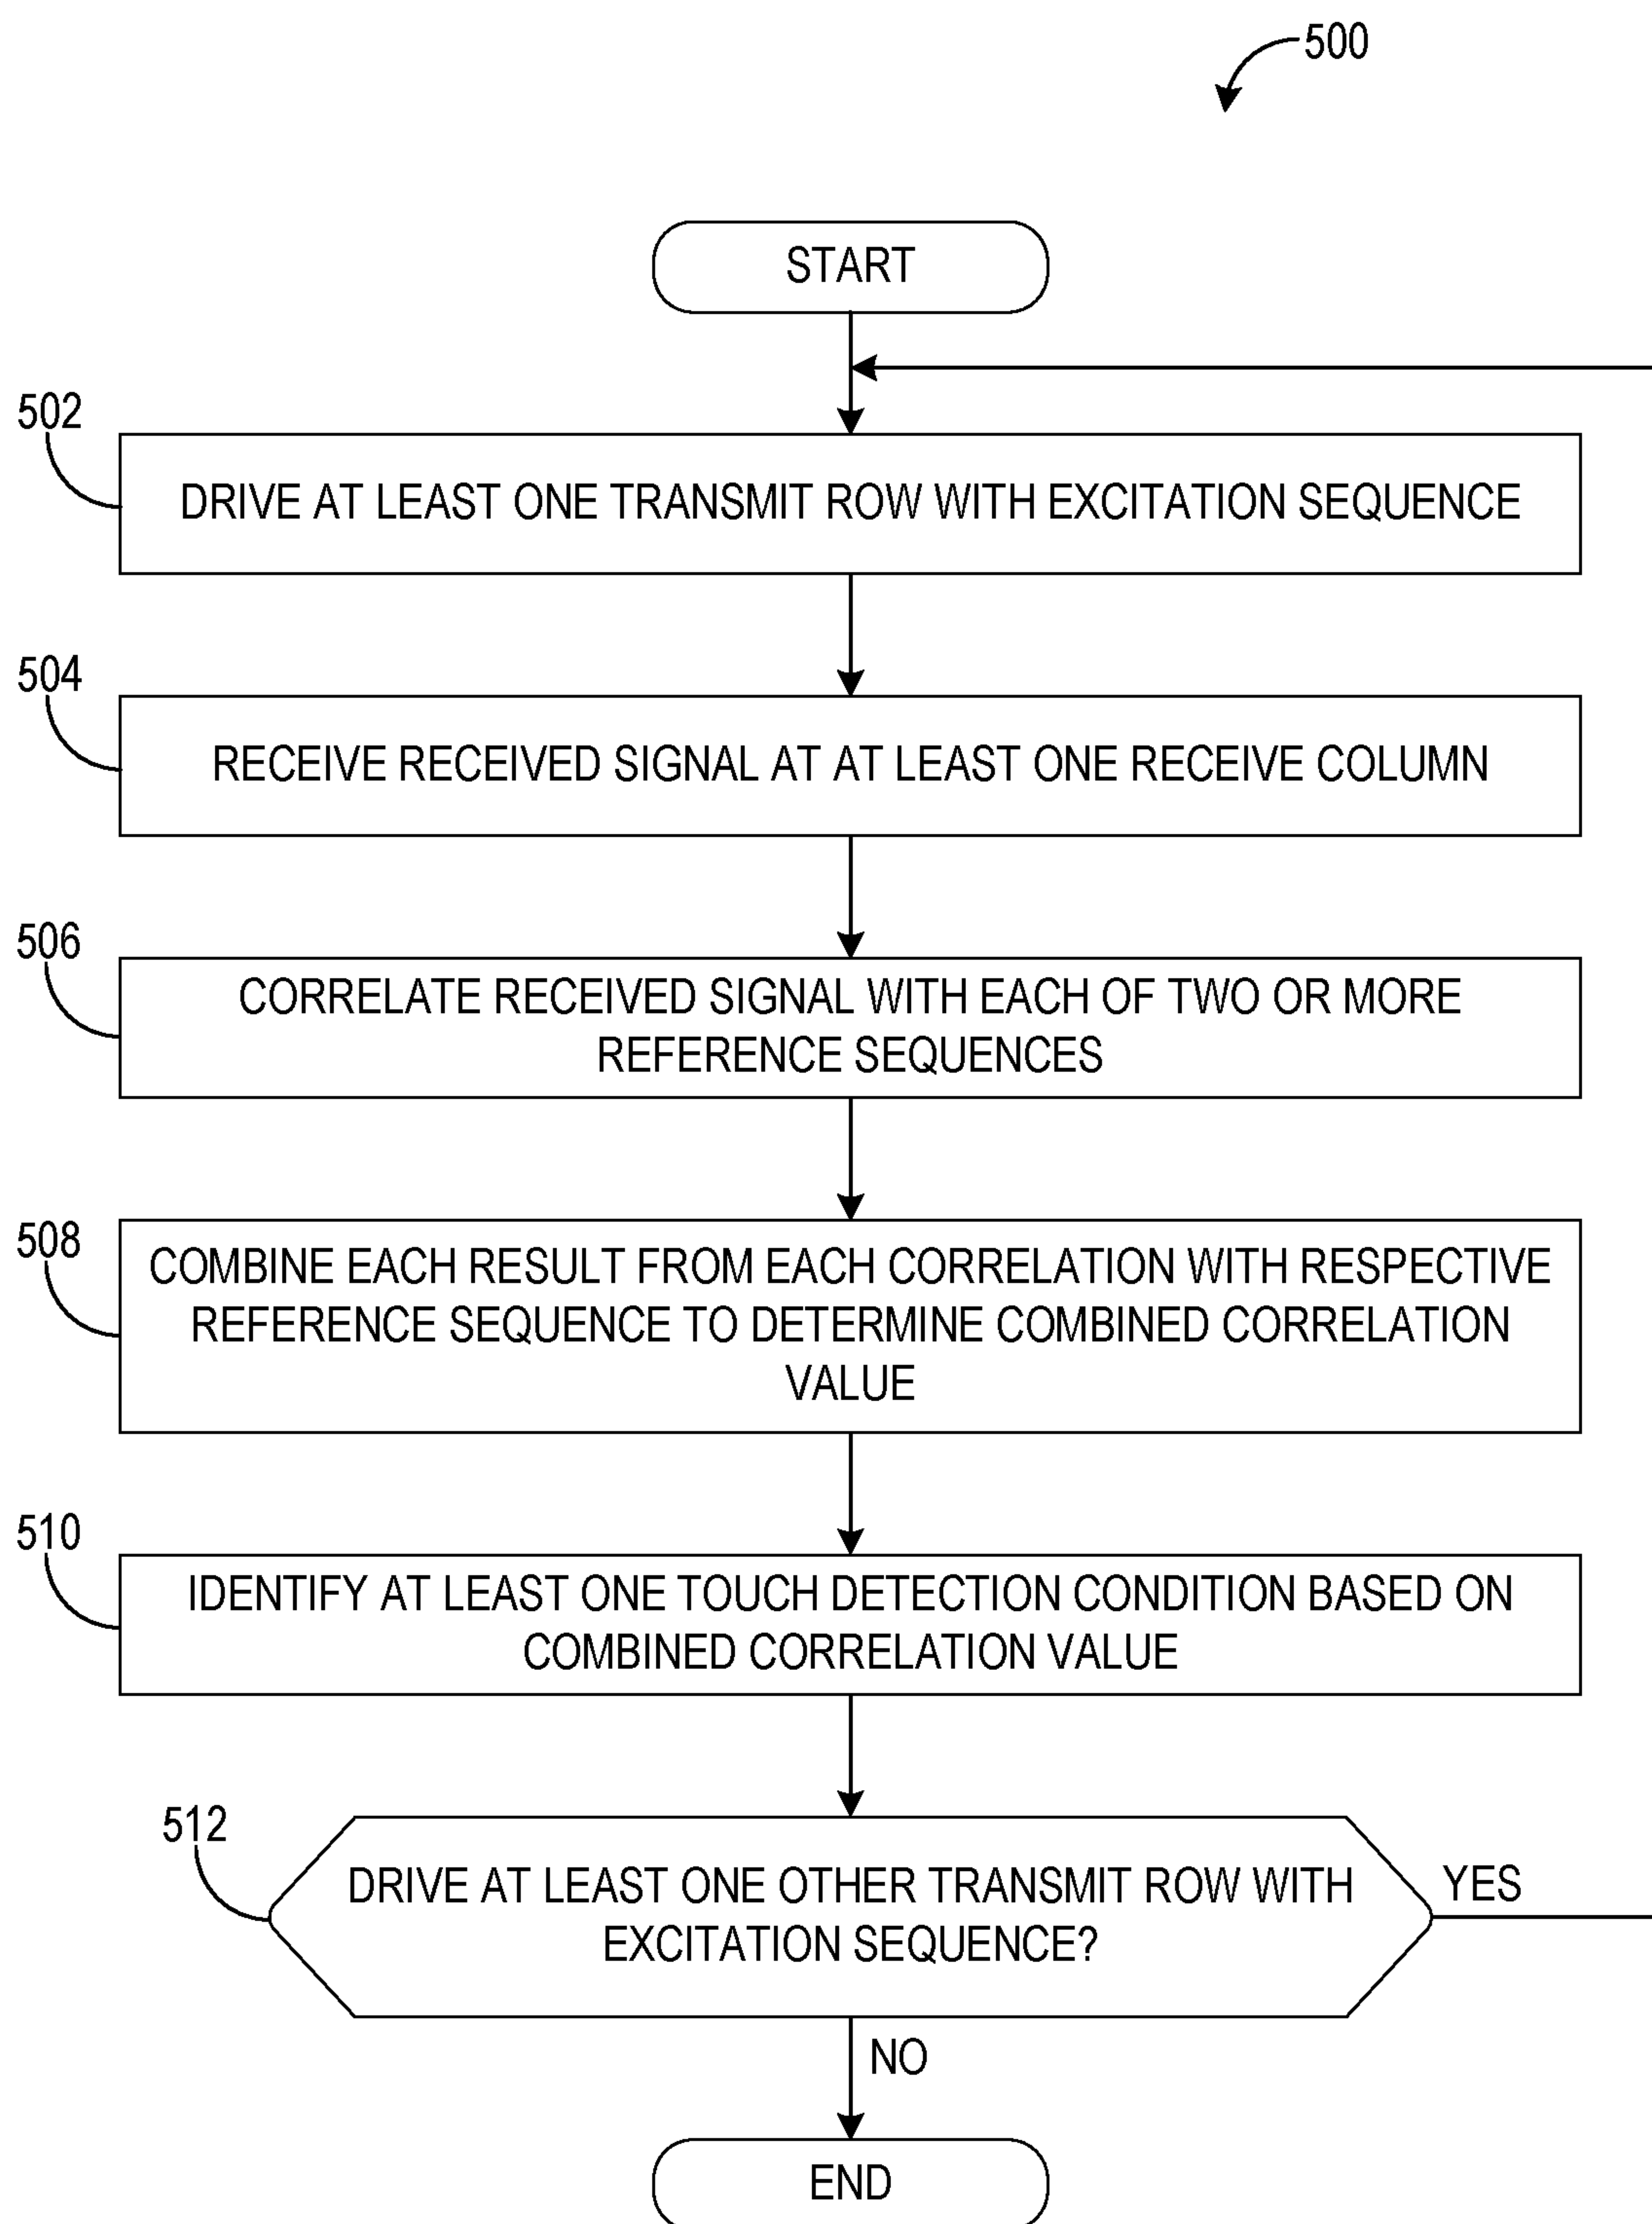 500
START
502
DRIVE AT LEAST ONE TRANSMIT ROW WITH EXCITATION SEQUENCE
504
RECEIVE RECEIVED SIGNAL AT AT LEAST ONE RECEIVE COLUMN
506
CORRELATE RECEIVED SIGNAL WITH EACH OF TWO OR MORE
REFERENCE SEQUENCES
508
COMBINE EACH RESULT FROM EACH CORRELATION WITH RESPECTIVE
REFERENCE SEQUENCE TO DETERMINE COMBINED CORRELATION
VALUE
510
IDENTIFY AT LEAST ONE TOUCH DETECTION CONDITION BASED ON
COMBINED CORRELATION VALUE
512
DRIVE AT LEAST ONE OTHER TRANSMIT ROW WITH
EXCITATION SEQUENCE?
YES
NO
END